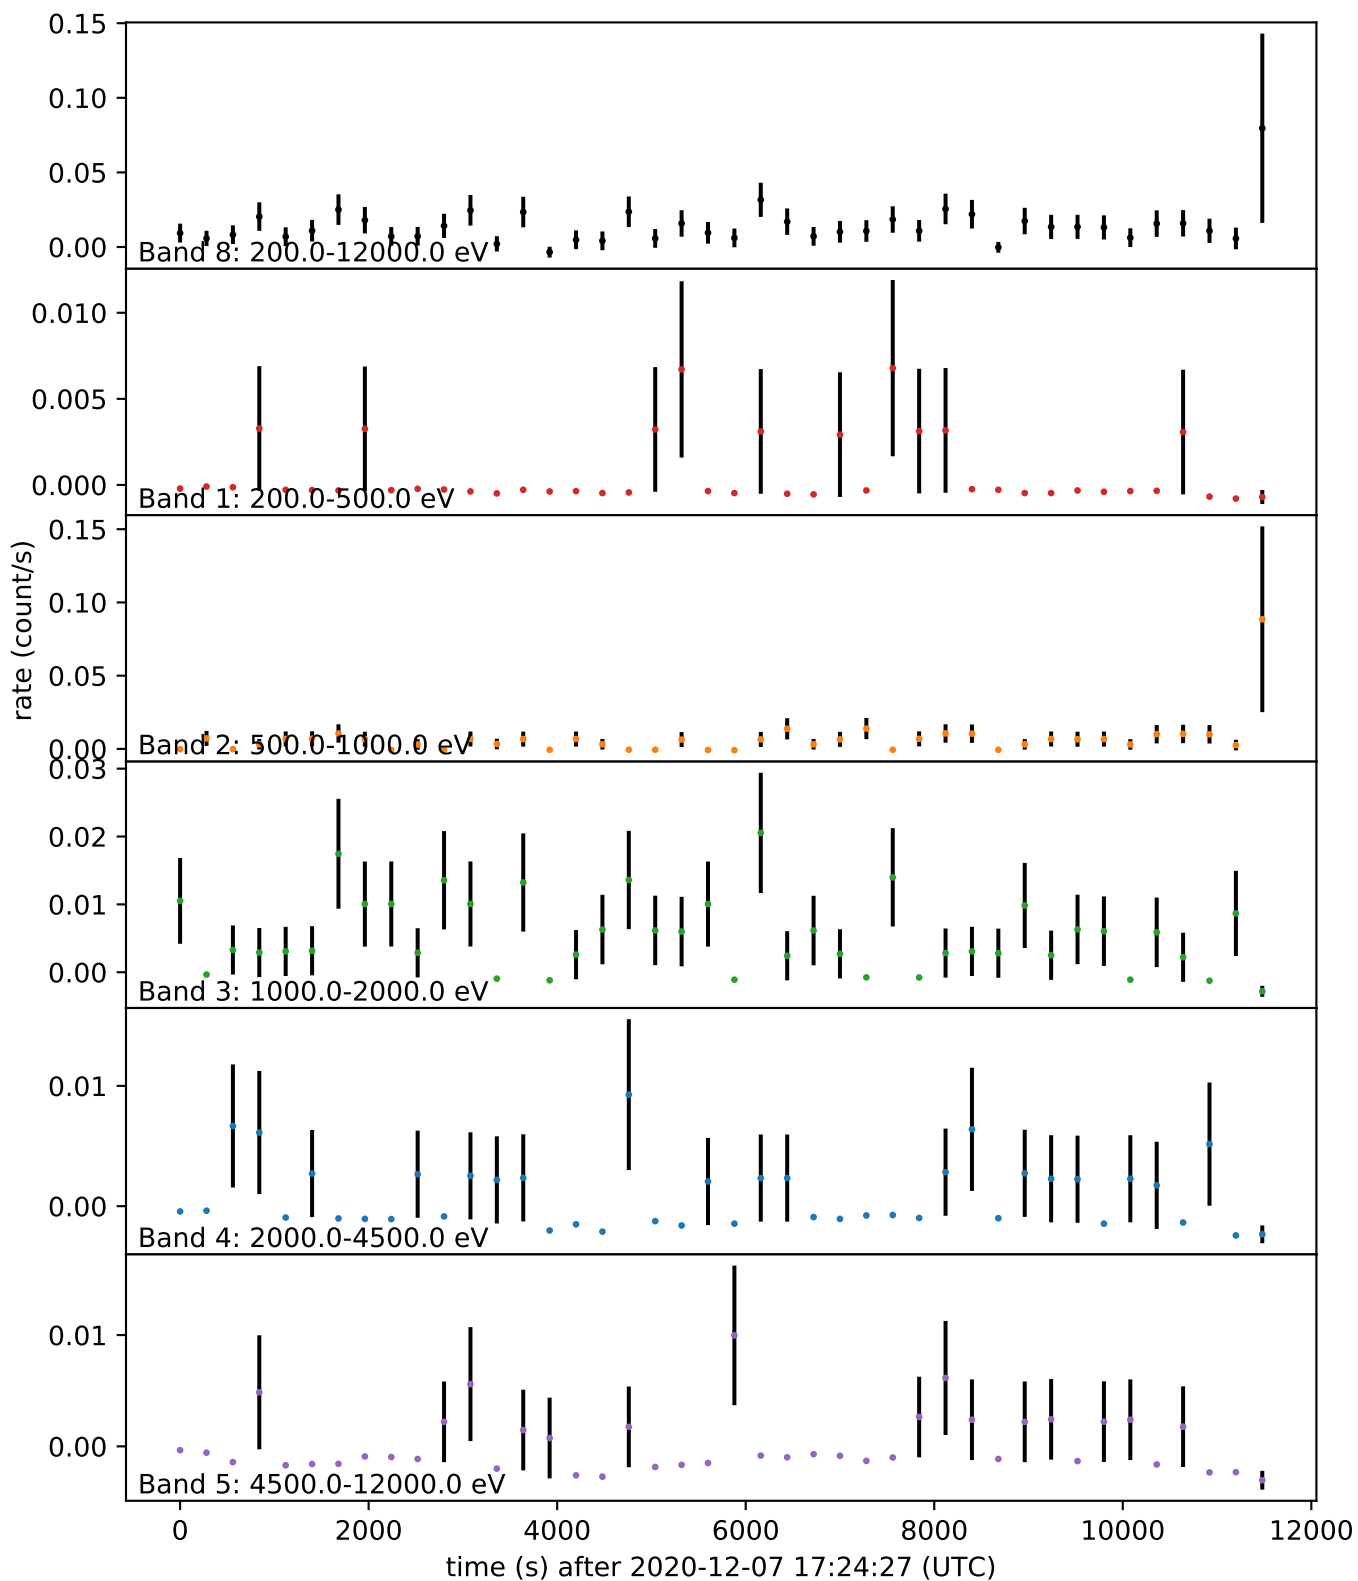 0.15
0.10
0.05
0.00
Band 8: 200.0-12000.0 eV
0.010
0.005
0.000
Band 1: 200.0-500.0 eV
0.15
0.10
0.05
0.00
Band 2: 500.0-1000.0 eV
rate (count/s)
0.03
0.02
0.01
0.00
Band 3: 1000.0-2000.0 eV
0.01
0.00
Band 4: 2000.0-4500.0 eV
0.01
0.00
Band 5: 4500.0-12000.0 eV
0 2000 4000 6000 8000 10000 12000
time (s) after 2020-12-07 17:24:27 (UTC)